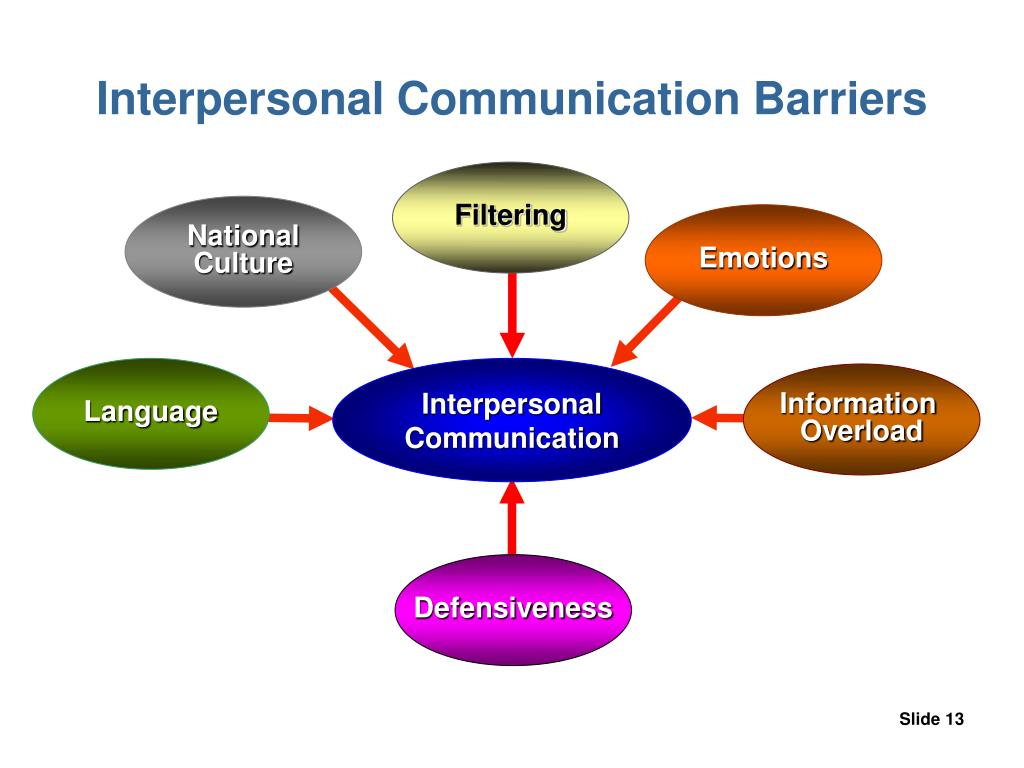 Interpersonal Communication Barriers
Filtering
National
Culture
Emotions
Language
Interpersonal
Communication
Information
Overload
Defensiveness
Slide 13